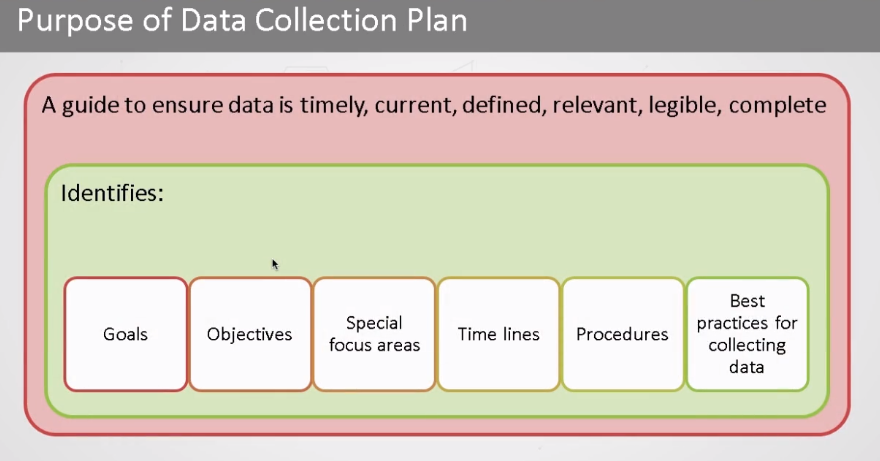 Purpose of Data Collection Plan
A guide to ensure data is timely, current, defined, relevant, legible, complete
Identifies:
Goals
Objectives
Special
focus areas
Time lines
Procedures
Best
practices for
collecting
data